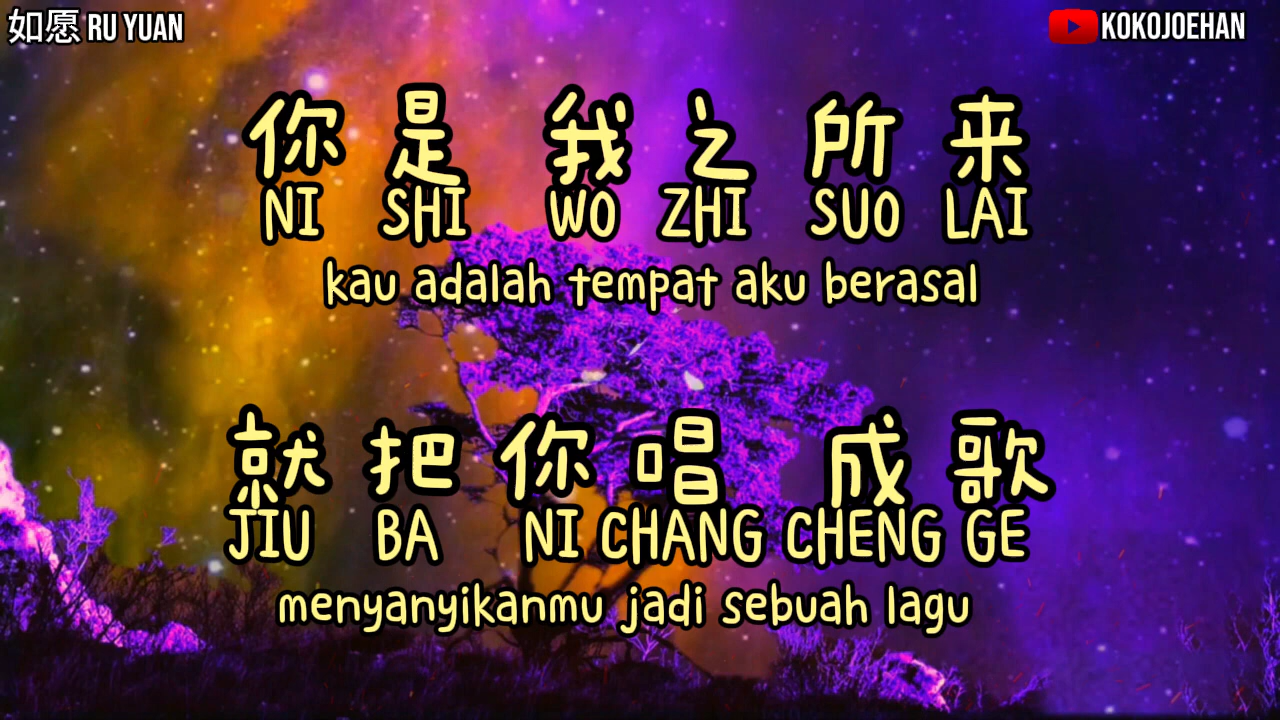 如愿 RU YUAN
KOKOJOEHAN
你 是 我 之 所 来
NI SHI WO ZHI SUO LAI
kau adalah tempat aku berasal
就 把 你 唱 成 歌
JIU BA NI CHANG CHENG GE
menyanyikanmu jadi sebuah lagu